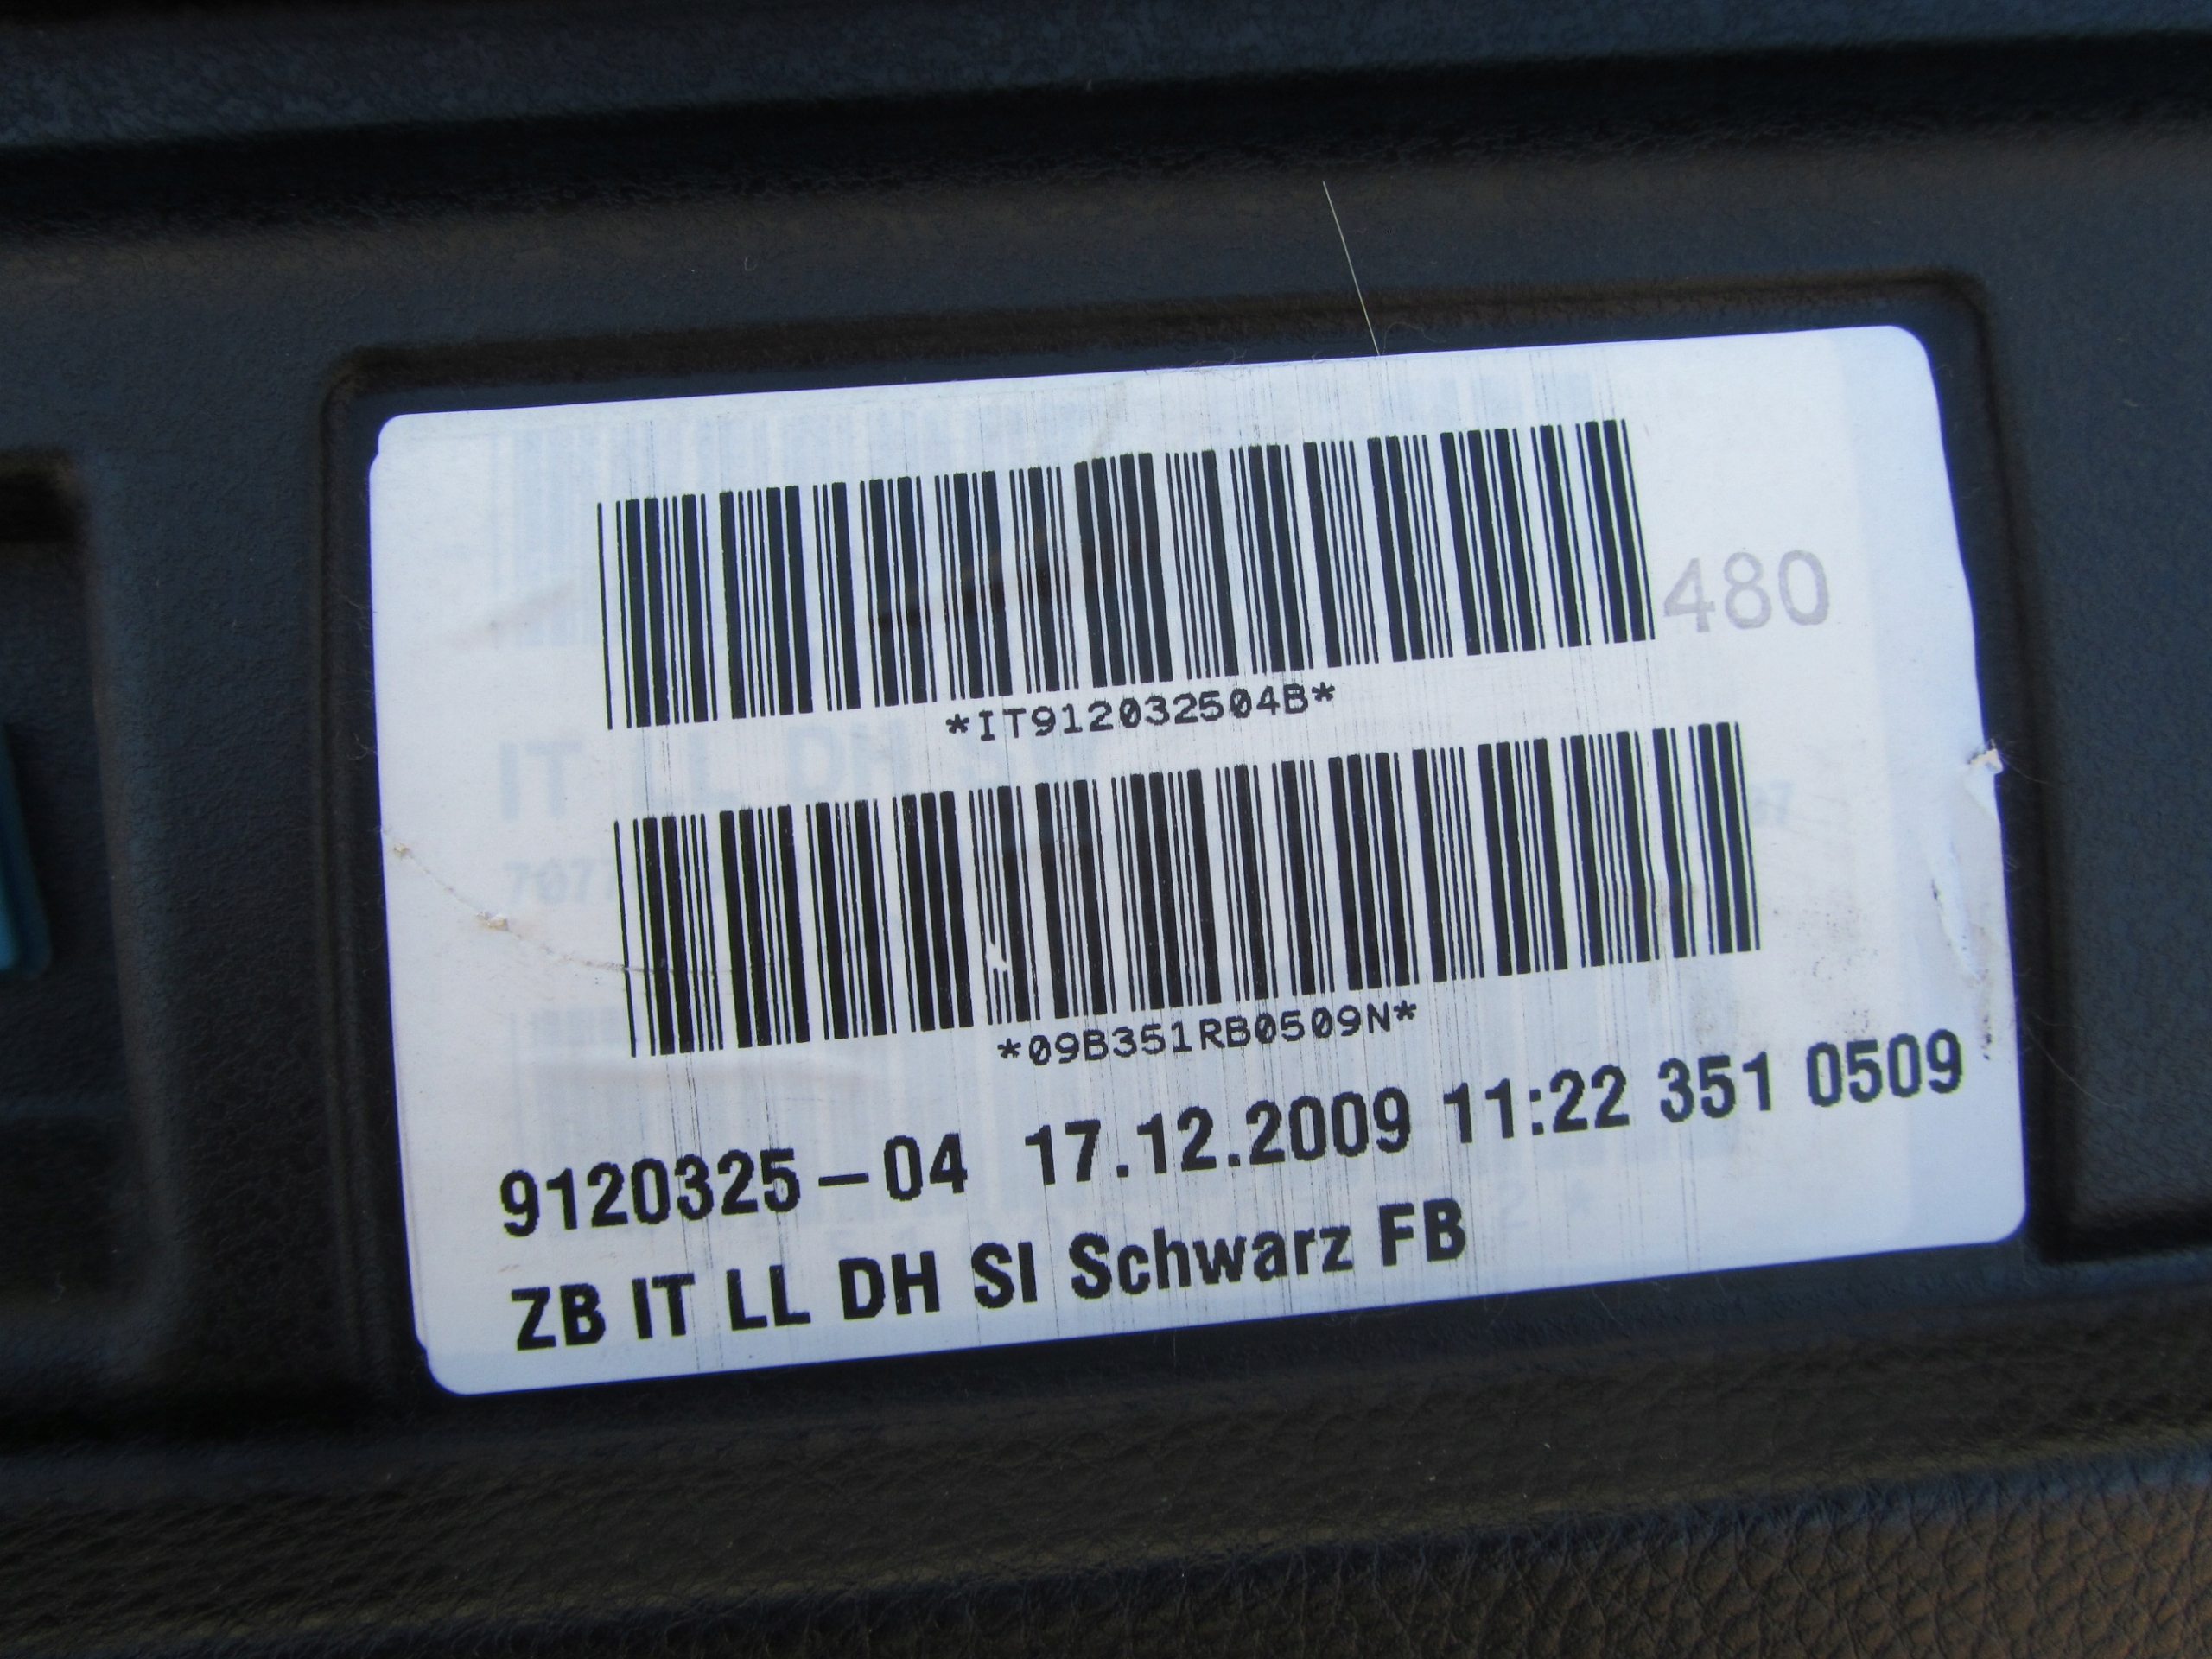 480
*IT912032504B*
*09B351RB0509N*
9120325-04 17.12.2009 11:22 351 0509
ZB IT LL DH SI Schwarz FB